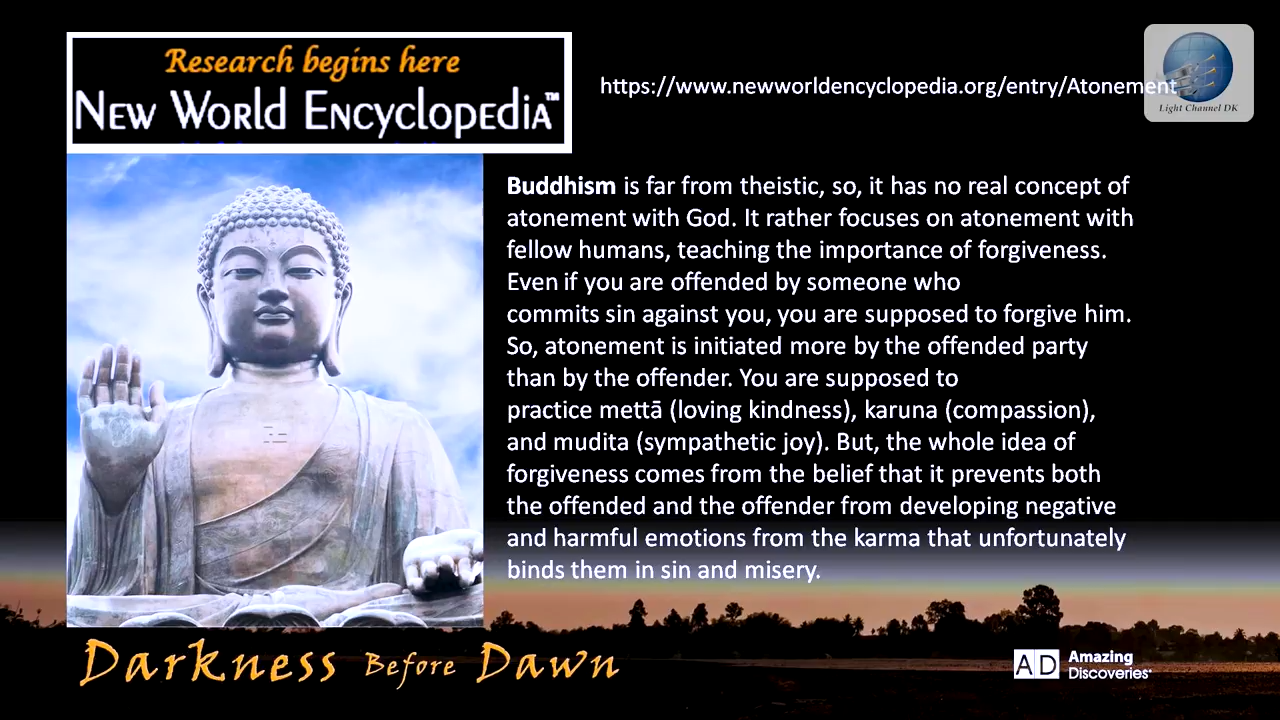 Research begins here
New World Encyclopedia™
https://www.newworldencyclopedia.org/entry/Atonement
Light Channel DK
Buddhism is far from theistic, so, it has no real concept of
atonement with God. It rather focuses on atonement with
fellow humans, teaching the importance of forgiveness.
Even if you are offended by someone who
commits sin against you, you are supposed to forgive him.
So, atonement is initiated more by the offended party
than by the offender. You are supposed to
practice mettā (loving kindness), karuna (compassion),
and mudita (sympathetic joy). But, the whole idea of
forgiveness comes from the belief that it prevents both
the offended and the offender from developing negative
and harmful emotions from the karma that unfortunately
binds them in sin and misery.
Darkness Before Dawn
AD Amazing
Discoveries